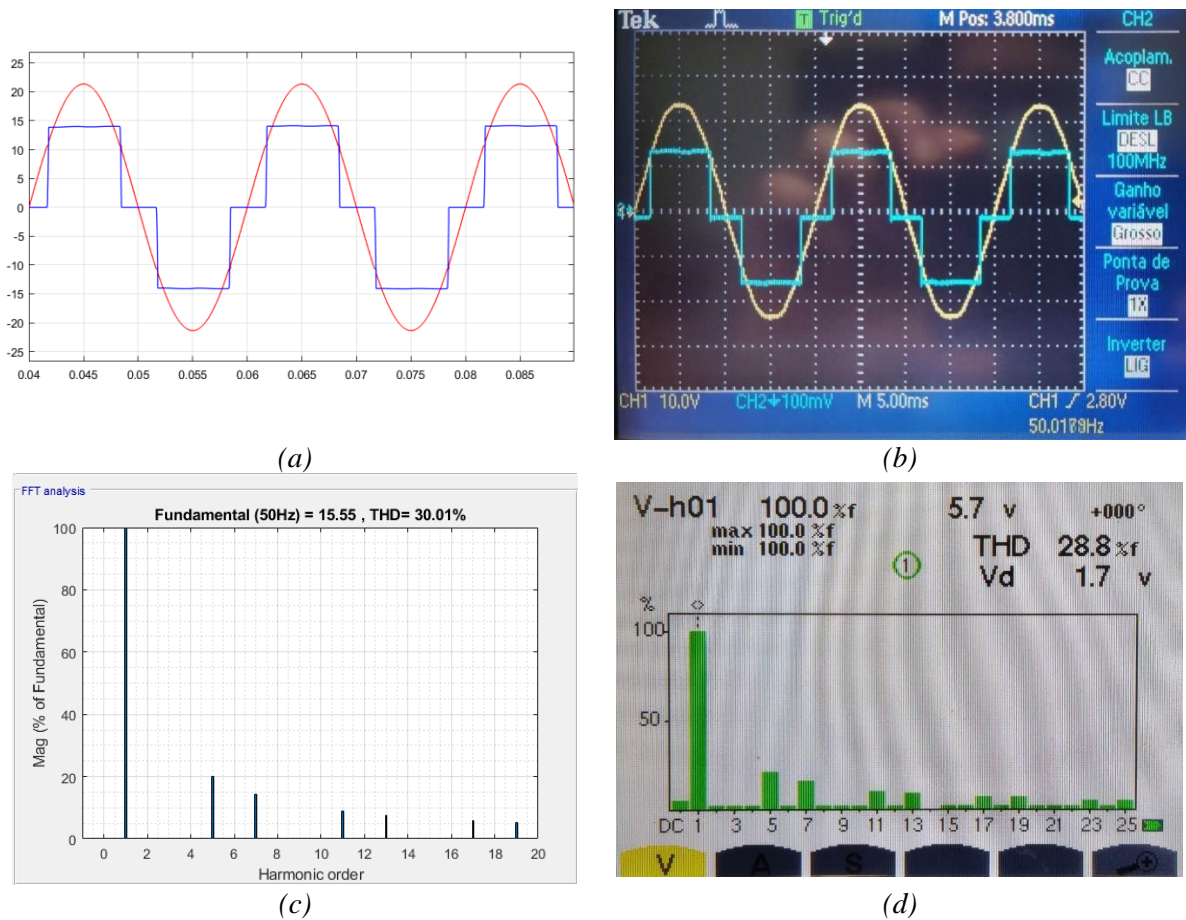 25
20
15
10
5
0
-5
-10
-15
-20
-25
0.04 0.045 0.05 0.055 0.06 0.065 0.07 0.075 0.08 0.085
(a)
Tek T Trig'd M Pos: 3.800ms CH2
Acoplam.
CC
Limite LB
DESL
100MHz
Ganho
variável
Grosso
Ponta de
Prova
1X
Inverter
LIG
CH1 10.0V CH2 100mV M 5.00ms CH1 2.80V
(b)
FFT analysis
Fundamental (50Hz) = 15.55 , THD= 30.01%
Mag (% of Fundamental)
100
80
60
40
20
0
0 2 4 6 8 10 12 14 16 18 20
Harmonic order
(c)
V-h01 100.0 %f 5.7 v +000°
max 100.0 %f
min 100.0 %f
THD 28.8 %f
1
Vd 1.7 v
%
100
50
DC 1 3 5 7 9 11 13 15 17 19 21 23 25
V A S
(d)